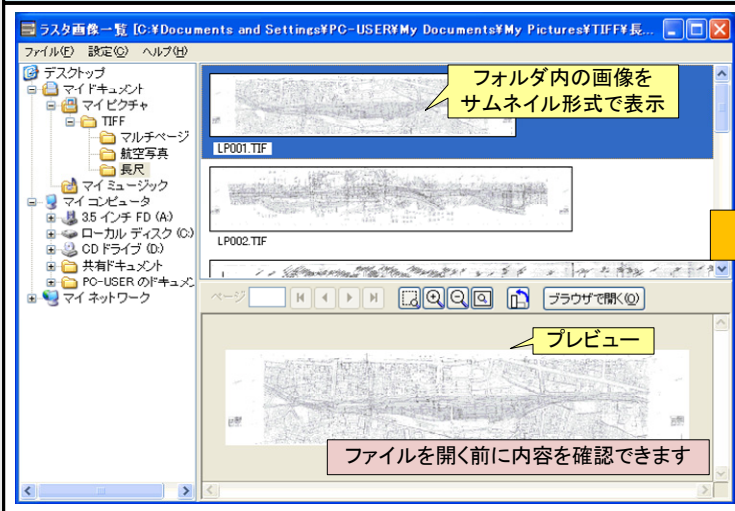 ラスタ画像一覧 [C:¥Documents and Settings¥PC-USER¥My Documents¥My Pictures¥TIFF¥長...
ファイル(F) 設定(C) ヘルプ(H)
デスクトップ
マイドキュメント
マイピクチャ
TIFF
マルチページ
航空写真
長尺
マイミュージック
マイコンピュータ
3.5 インチ FD (A:)
ローカル ディスク (C:)
CD ドライブ (D:)
共有ドキュメント
PC-USER のドキュメ
マイネットワーク
フォルダ内の画像を
サムネイル形式で表示
LP001.TIF
LP002.TIF
ページ
ブラウザで開く(O)
プレビュー
ファイルを開く前に内容を確認できます